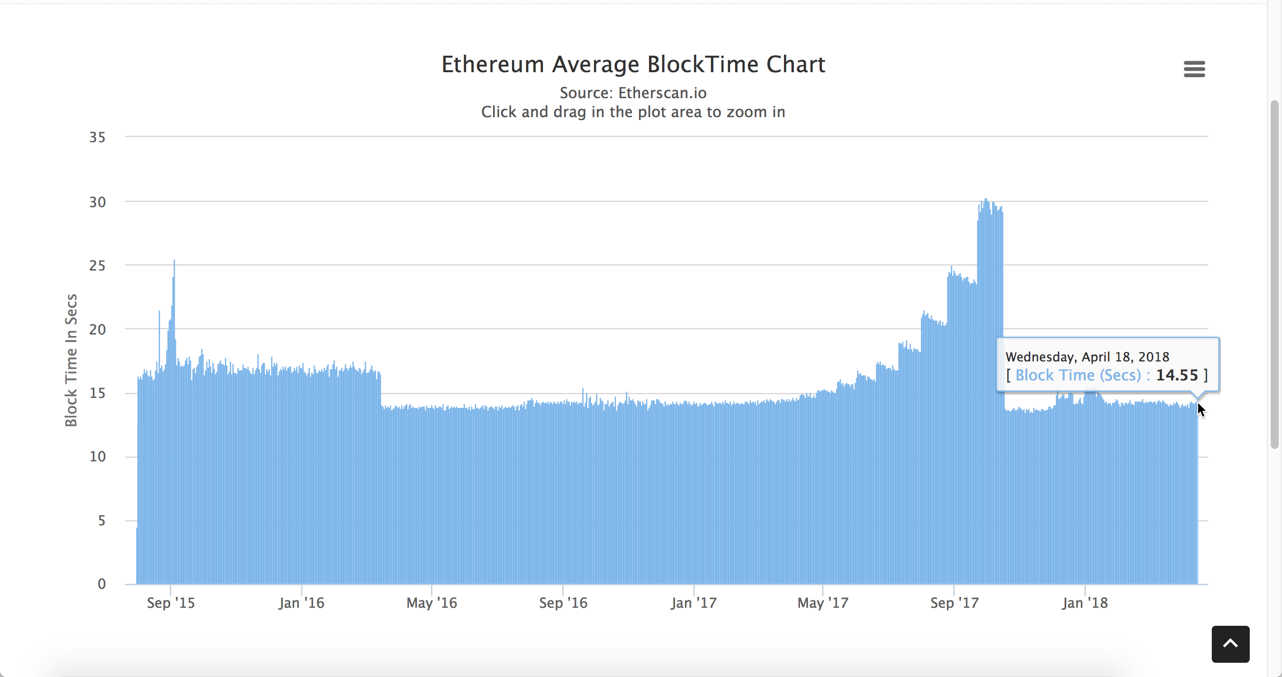 Ethereum Average BlockTime Chart
Source: Etherscan.io
Click and drag in the plot area to zoom in
Block Time In Secs
35
30
25
20
15
10
5
0
Wednesday, April 18, 2018
[ Block Time (Secs) : 14.55 ]
Sep '15 Jan '16 May '16 Sep '16 Jan '17 May '17 Sep '17 Jan '18